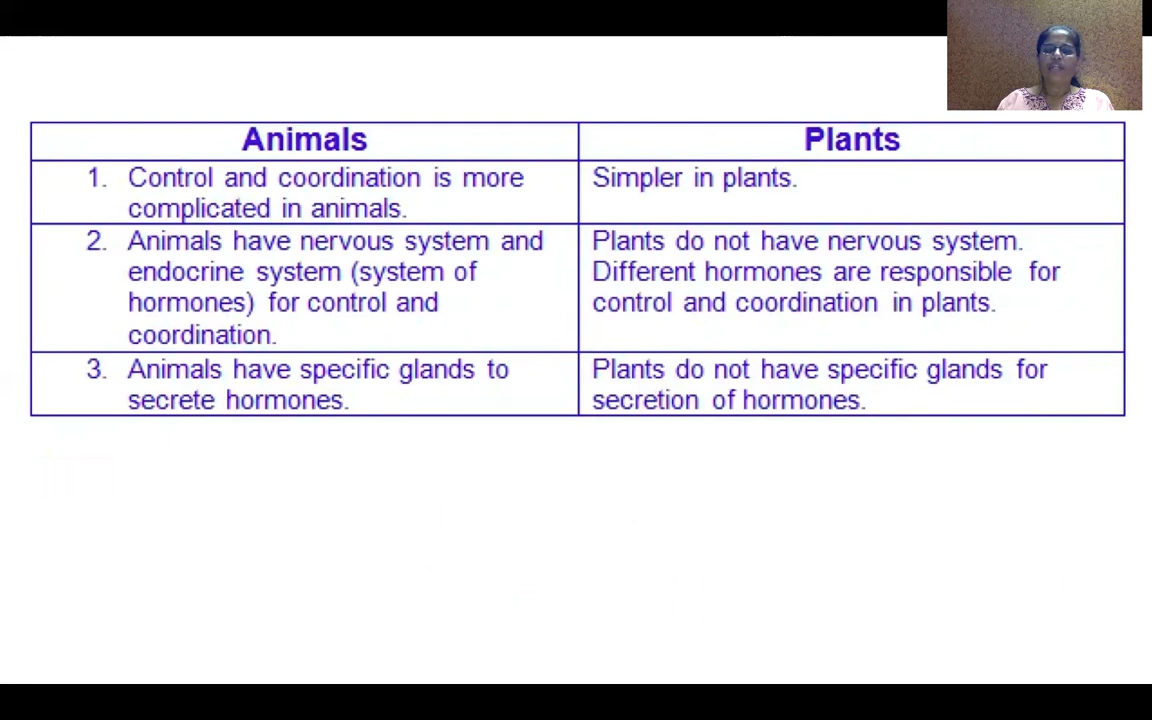 Animals
Plants
1. Control and coordination is more
complicated in animals.
Simpler in plants.
2. Animals have nervous system and
endocrine system (system of
hormones) for control and
coordination.
Plants do not have nervous system.
Different hormones are responsible for
control and coordination in plants.
3. Animals have specific glands to
secrete hormones.
Plants do not have specific glands for
secretion of hormones.